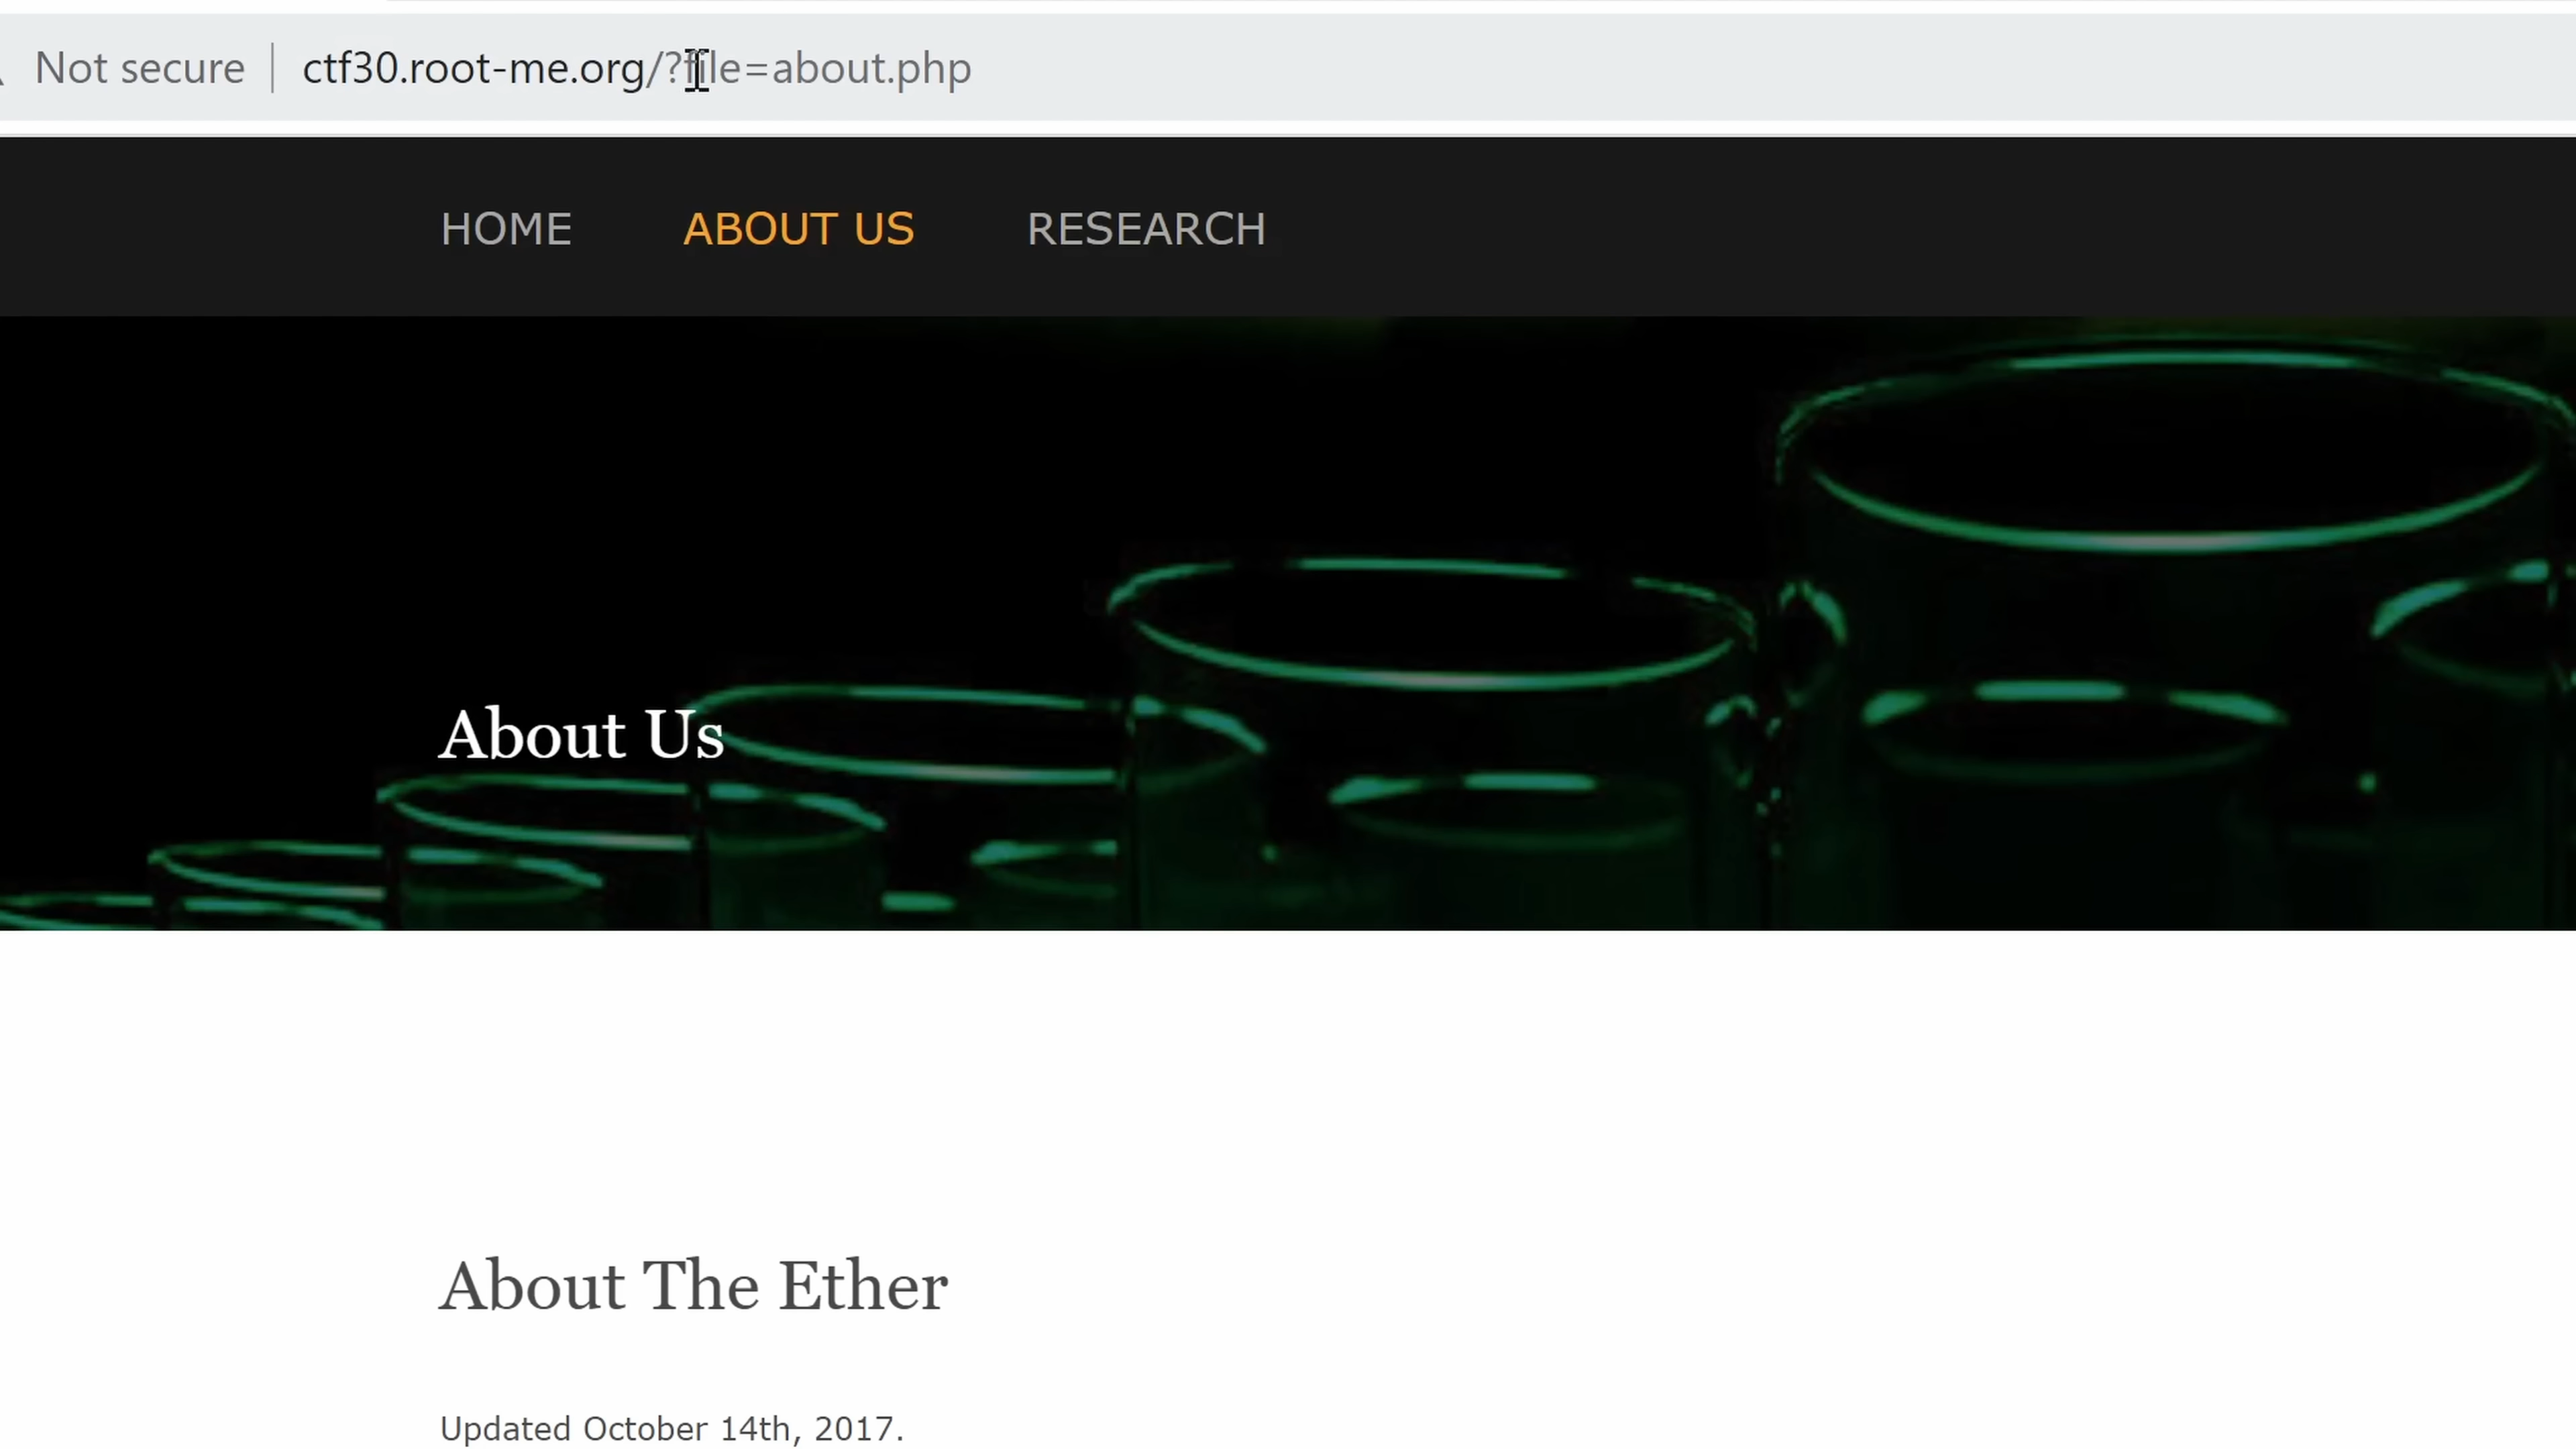 Not secure | ctf30.root-me.org/?file=about.php
HOME ABOUT US RESEARCH
About Us
About The Ether
Updated October 14th, 2017.